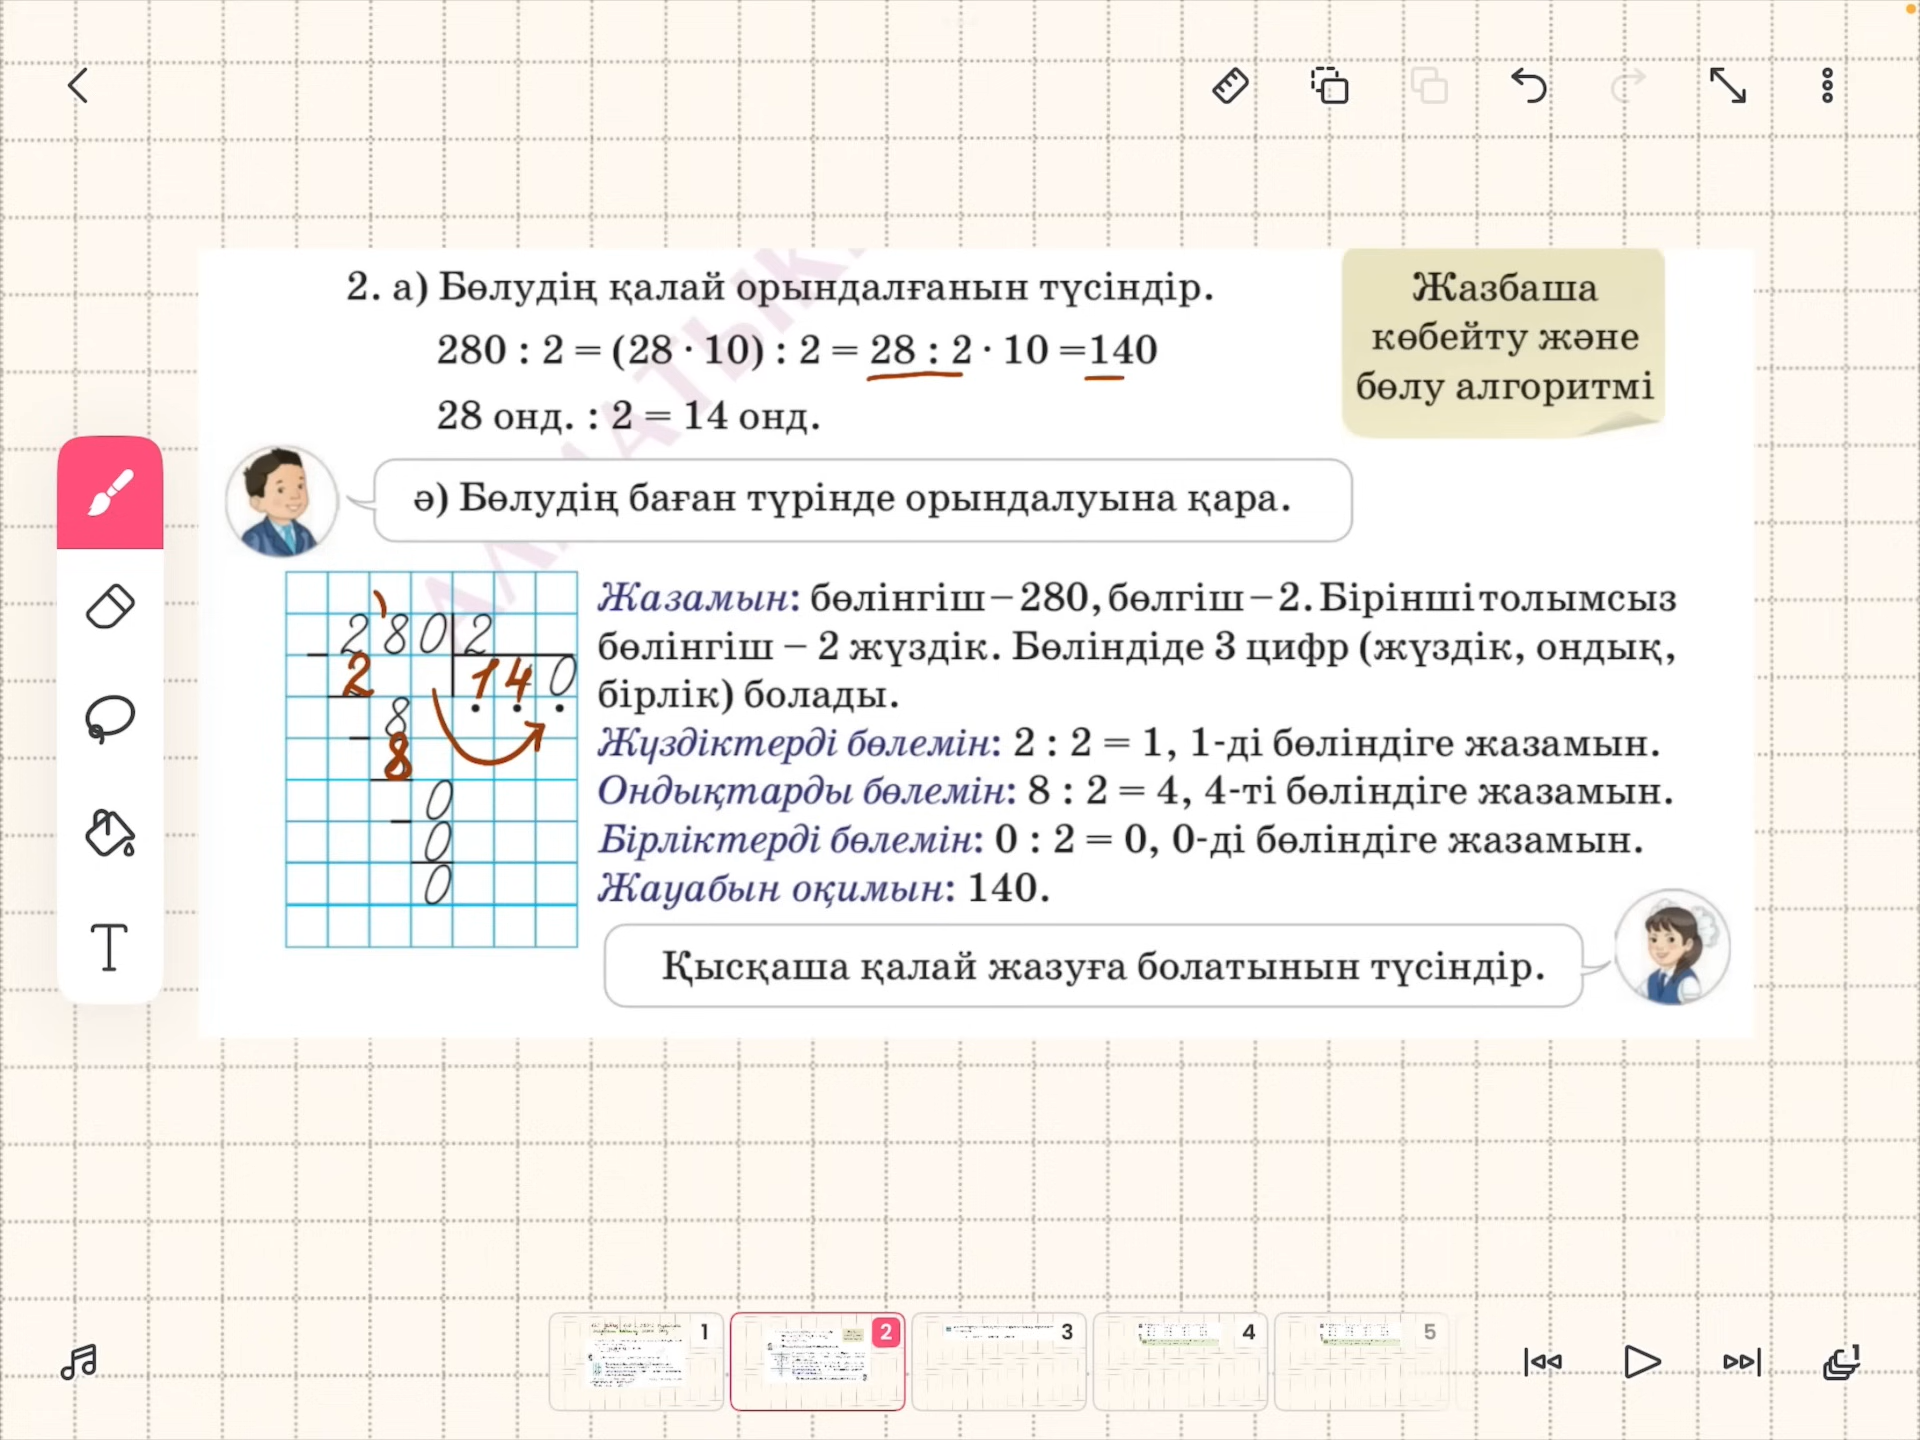 2. а) Бөлудің қалай орындалғанын түсіндір.
280 : 2 = (28 · 10) : 2 = 28 : 2 · 10 =140
28 онд. : 2 = 14 онд.
Жазбаша
көбейту және
бөлу алгоритмі
ә) Бөлудің баған түрінде орындалуына қара.
280 2
2 140
8
8
0
0
0
Жазамын: бөлінгіш – 280, бөлгіш – 2. Бірінші толымсыз
бөлінгіш – 2 жүздік. Бөліндіде 3 цифр (жүздік, ондық,
бірлік) болады.
Жүздіктерді бөлемін: 2 : 2 = 1, 1-ді бөліндіге жазамын.
Ондықтарды бөлемін: 8 : 2 = 4, 4-ті бөліндіге жазамын.
Бірліктерді бөлемін: 0 : 2 = 0, 0-ді бөліндіге жазамын.
Жауабын оқимын: 140.
Қысқаша қалай жазуға болатынын түсіндір.
T
1 2 3 4 5
1